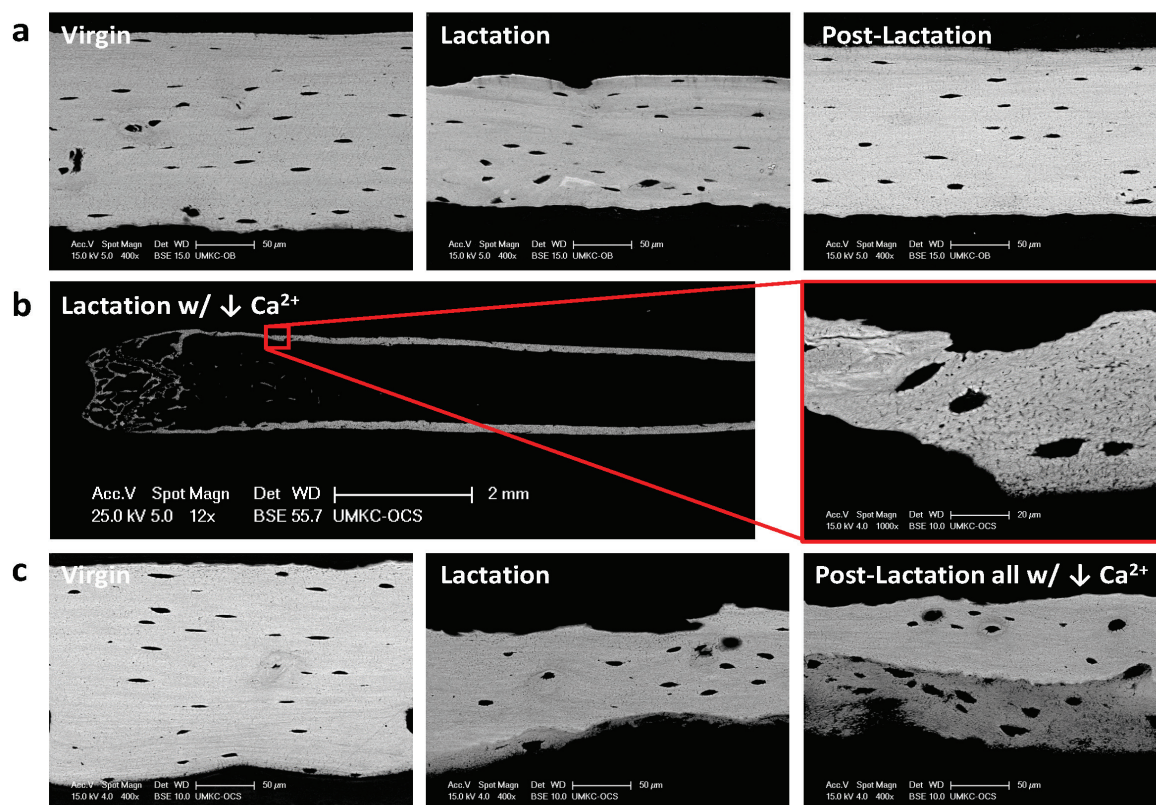 a
Virgin
Lactation
Post-Lactation
Acc.V Spot Magn Det WD 50 µm
15.0 kV 5.0 400x BSE 15.0 UMKC-OB
Acc.V Spot Magn Det WD 50 µm
15.0 kV 5.0 400x BSE 15.0 UMKC-OB
Acc.V Spot Magn Det WD 50 µm
15.0 kV 5.0 400x BSE 15.0 UMKC-OB
b
Lactation w/ ↓ Ca²⁺
Acc.V Spot Magn Det WD 2 mm
25.0 kV 5.0 12x BSE 55.7 UMKC-OCS
Acc.V Spot Magn Det WD 20 µm
15.0 kV 4.0 1000x BSE 10.0 UMKC-OCS
c
Virgin
Lactation
Post-Lactation all w/ ↓ Ca²⁺
Acc.V Spot Magn Det WD 50 µm
15.0 kV 4.0 400x BSE 10.0 UMKC-OCS
Acc.V Spot Magn Det WD 50 µm
15.0 kV 4.0 400x BSE 10.0 UMKC-OCS
Acc.V Spot Magn Det WD 50 µm
15.0 kV 4.0 400x BSE 10.0 UMKC-OCS